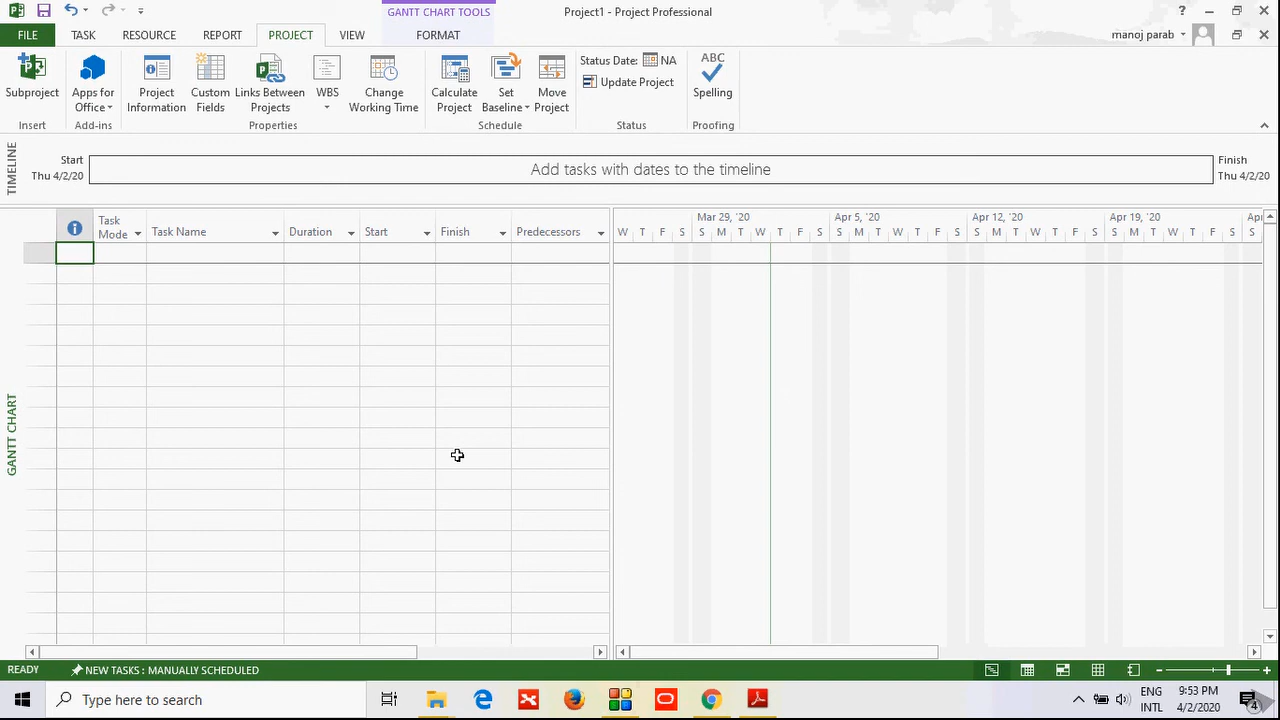 GANTT CHART TOOLS
Project1 - Project Professional
?
FILE
TASK
RESOURCE
REPORT
PROJECT
VIEW
FORMAT
manoj parab
Subproject
Apps for
Office
Project
Information
Custom
Fields
Links Between
Projects
WBS
Change
Working Time
Calculate
Project
Set
Baseline
Move
Project
Status Date:
NA
Update Project
ABC
Spelling
Insert
Add-ins
Properties
Schedule
Status
Proofing
TIMELINE
Start
Thu 4/2/20
Add tasks with dates to the timeline
Finish
Thu 4/2/20
Task
Mode
Task Name
Duration
Start
Finish
Predecessors
Mar 29, '20
Apr 5, '20
Apr 12, '20
Apr 19, '20
W T F S S M T W T F S S M T W T F S S M T W T F S S M T W T F S S
GANTT CHART
READY
NEW TASKS : MANUALLY SCHEDULED
Type here to search
ENG
INTL
9:53 PM
4/2/2020
4